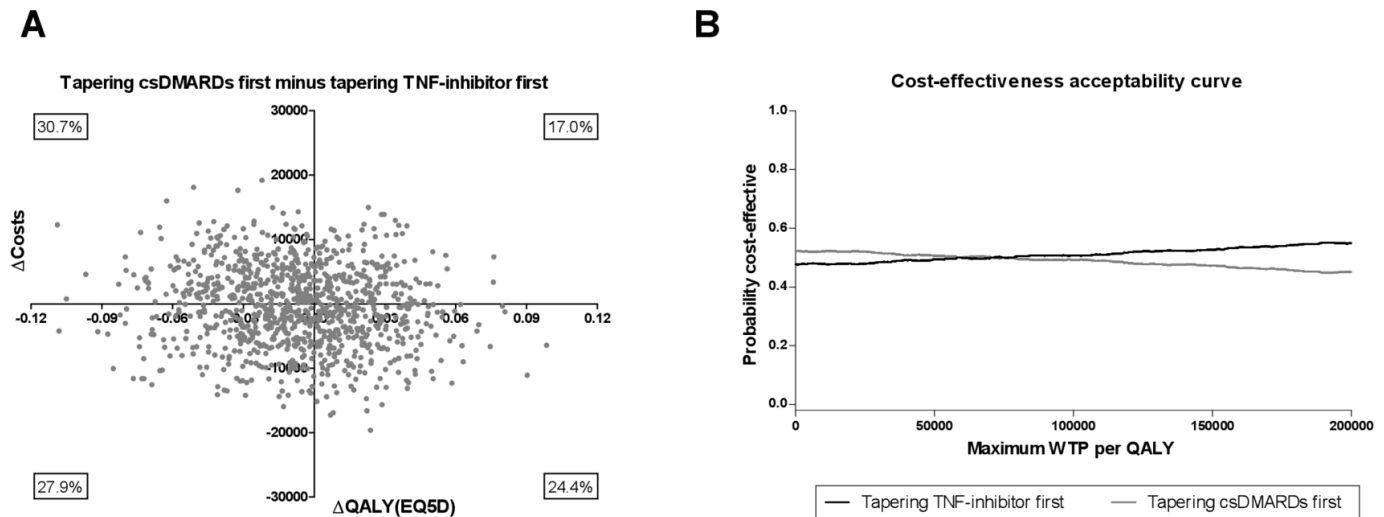 A
Tapering csDMARDs first minus tapering TNF-inhibitor first
30.7%
17.0%
27.9%
24.4%
ΔCosts
30000
20000
10000
-10000
-20000
-30000
-0.12
-0.09
-0.06
0.03
0.06
0.09
0.12
ΔQALY(EQ5D)
B
Cost-effectiveness acceptability curve
Probability cost-effective
1.0
0.8
0.6
0.4
0.2
0.0
0
50000
100000
150000
200000
Maximum WTP per QALY
Tapering TNF-inhibitor first
Tapering csDMARDs first